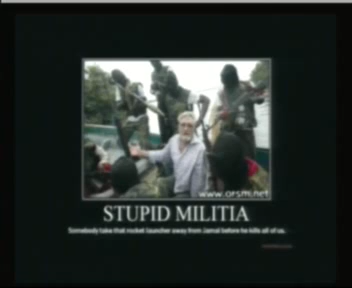 www.orsm.net
STUPID MILITIA
Somebody take that rocket launcher away from Jamal before he kills all of us.